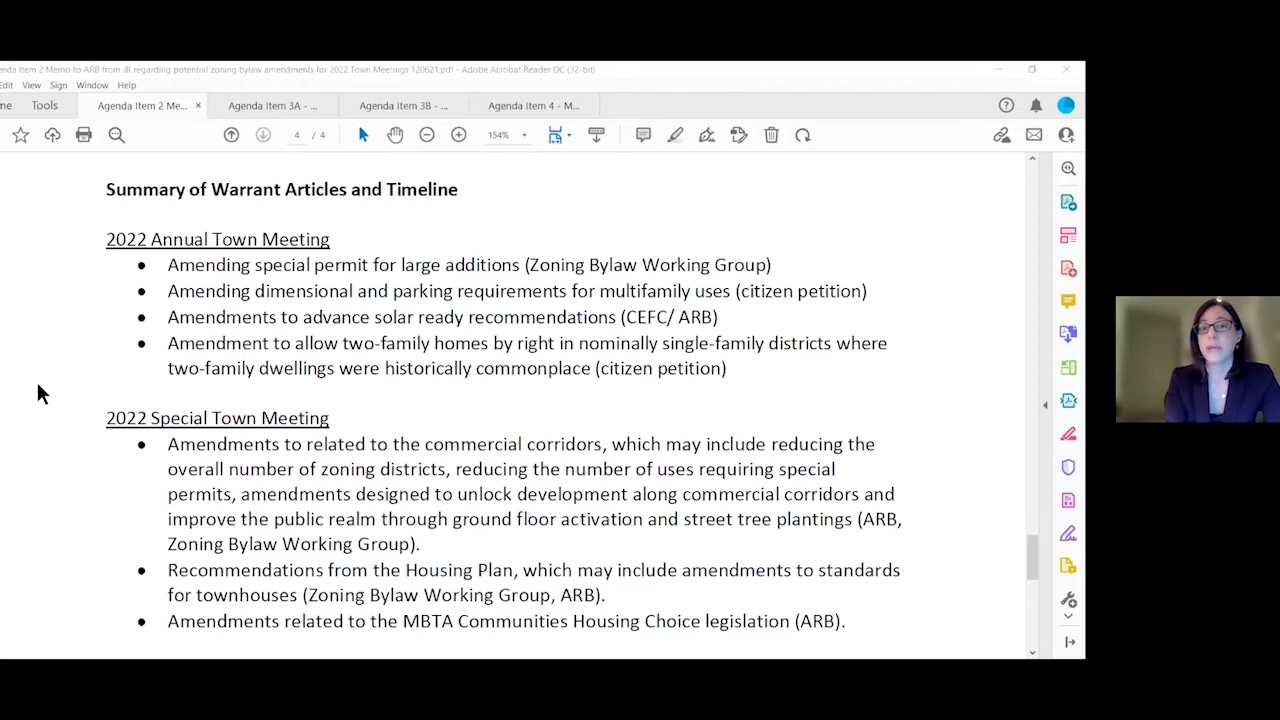 enda Item 2 Memo to ARB from JR regarding potential zoning bylaw amendments for 2022 Town Meetings 120621.pdf - Adobe Acrobat Reader DC (32-bit)
Edit View Sign Window Help
me Tools Agenda Item 2 Me... × Agenda Item 3A - ... Agenda Item 3B - ... Agenda Item 4 - M...
4 / 4 154%
Summary of Warrant Articles and Timeline
2022 Annual Town Meeting
• Amending special permit for large additions (Zoning Bylaw Working Group)
• Amending dimensional and parking requirements for multifamily uses (citizen petition)
• Amendments to advance solar ready recommendations (CEFC/ ARB)
• Amendment to allow two-family homes by right in nominally single-family districts where
two-family dwellings were historically commonplace (citizen petition)
2022 Special Town Meeting
• Amendments to related to the commercial corridors, which may include reducing the
overall number of zoning districts, reducing the number of uses requiring special
permits, amendments designed to unlock development along commercial corridors and
improve the public realm through ground floor activation and street tree plantings (ARB,
Zoning Bylaw Working Group).
• Recommendations from the Housing Plan, which may include amendments to standards
for townhouses (Zoning Bylaw Working Group, ARB).
• Amendments related to the MBTA Communities Housing Choice legislation (ARB).